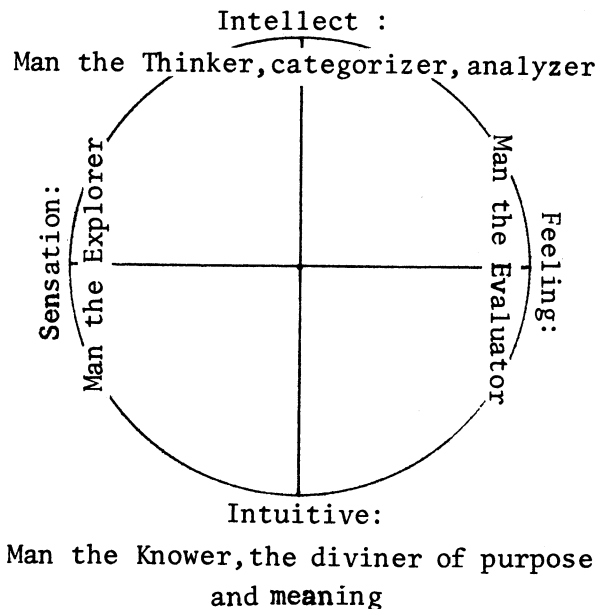 Intellect :
Man the Thinker,categorizer,analyzer
Sensation:
Man the Explorer
Man the Evaluator
Feeling:
Intuitive:
Man the Knower,the diviner of purpose
and meaning